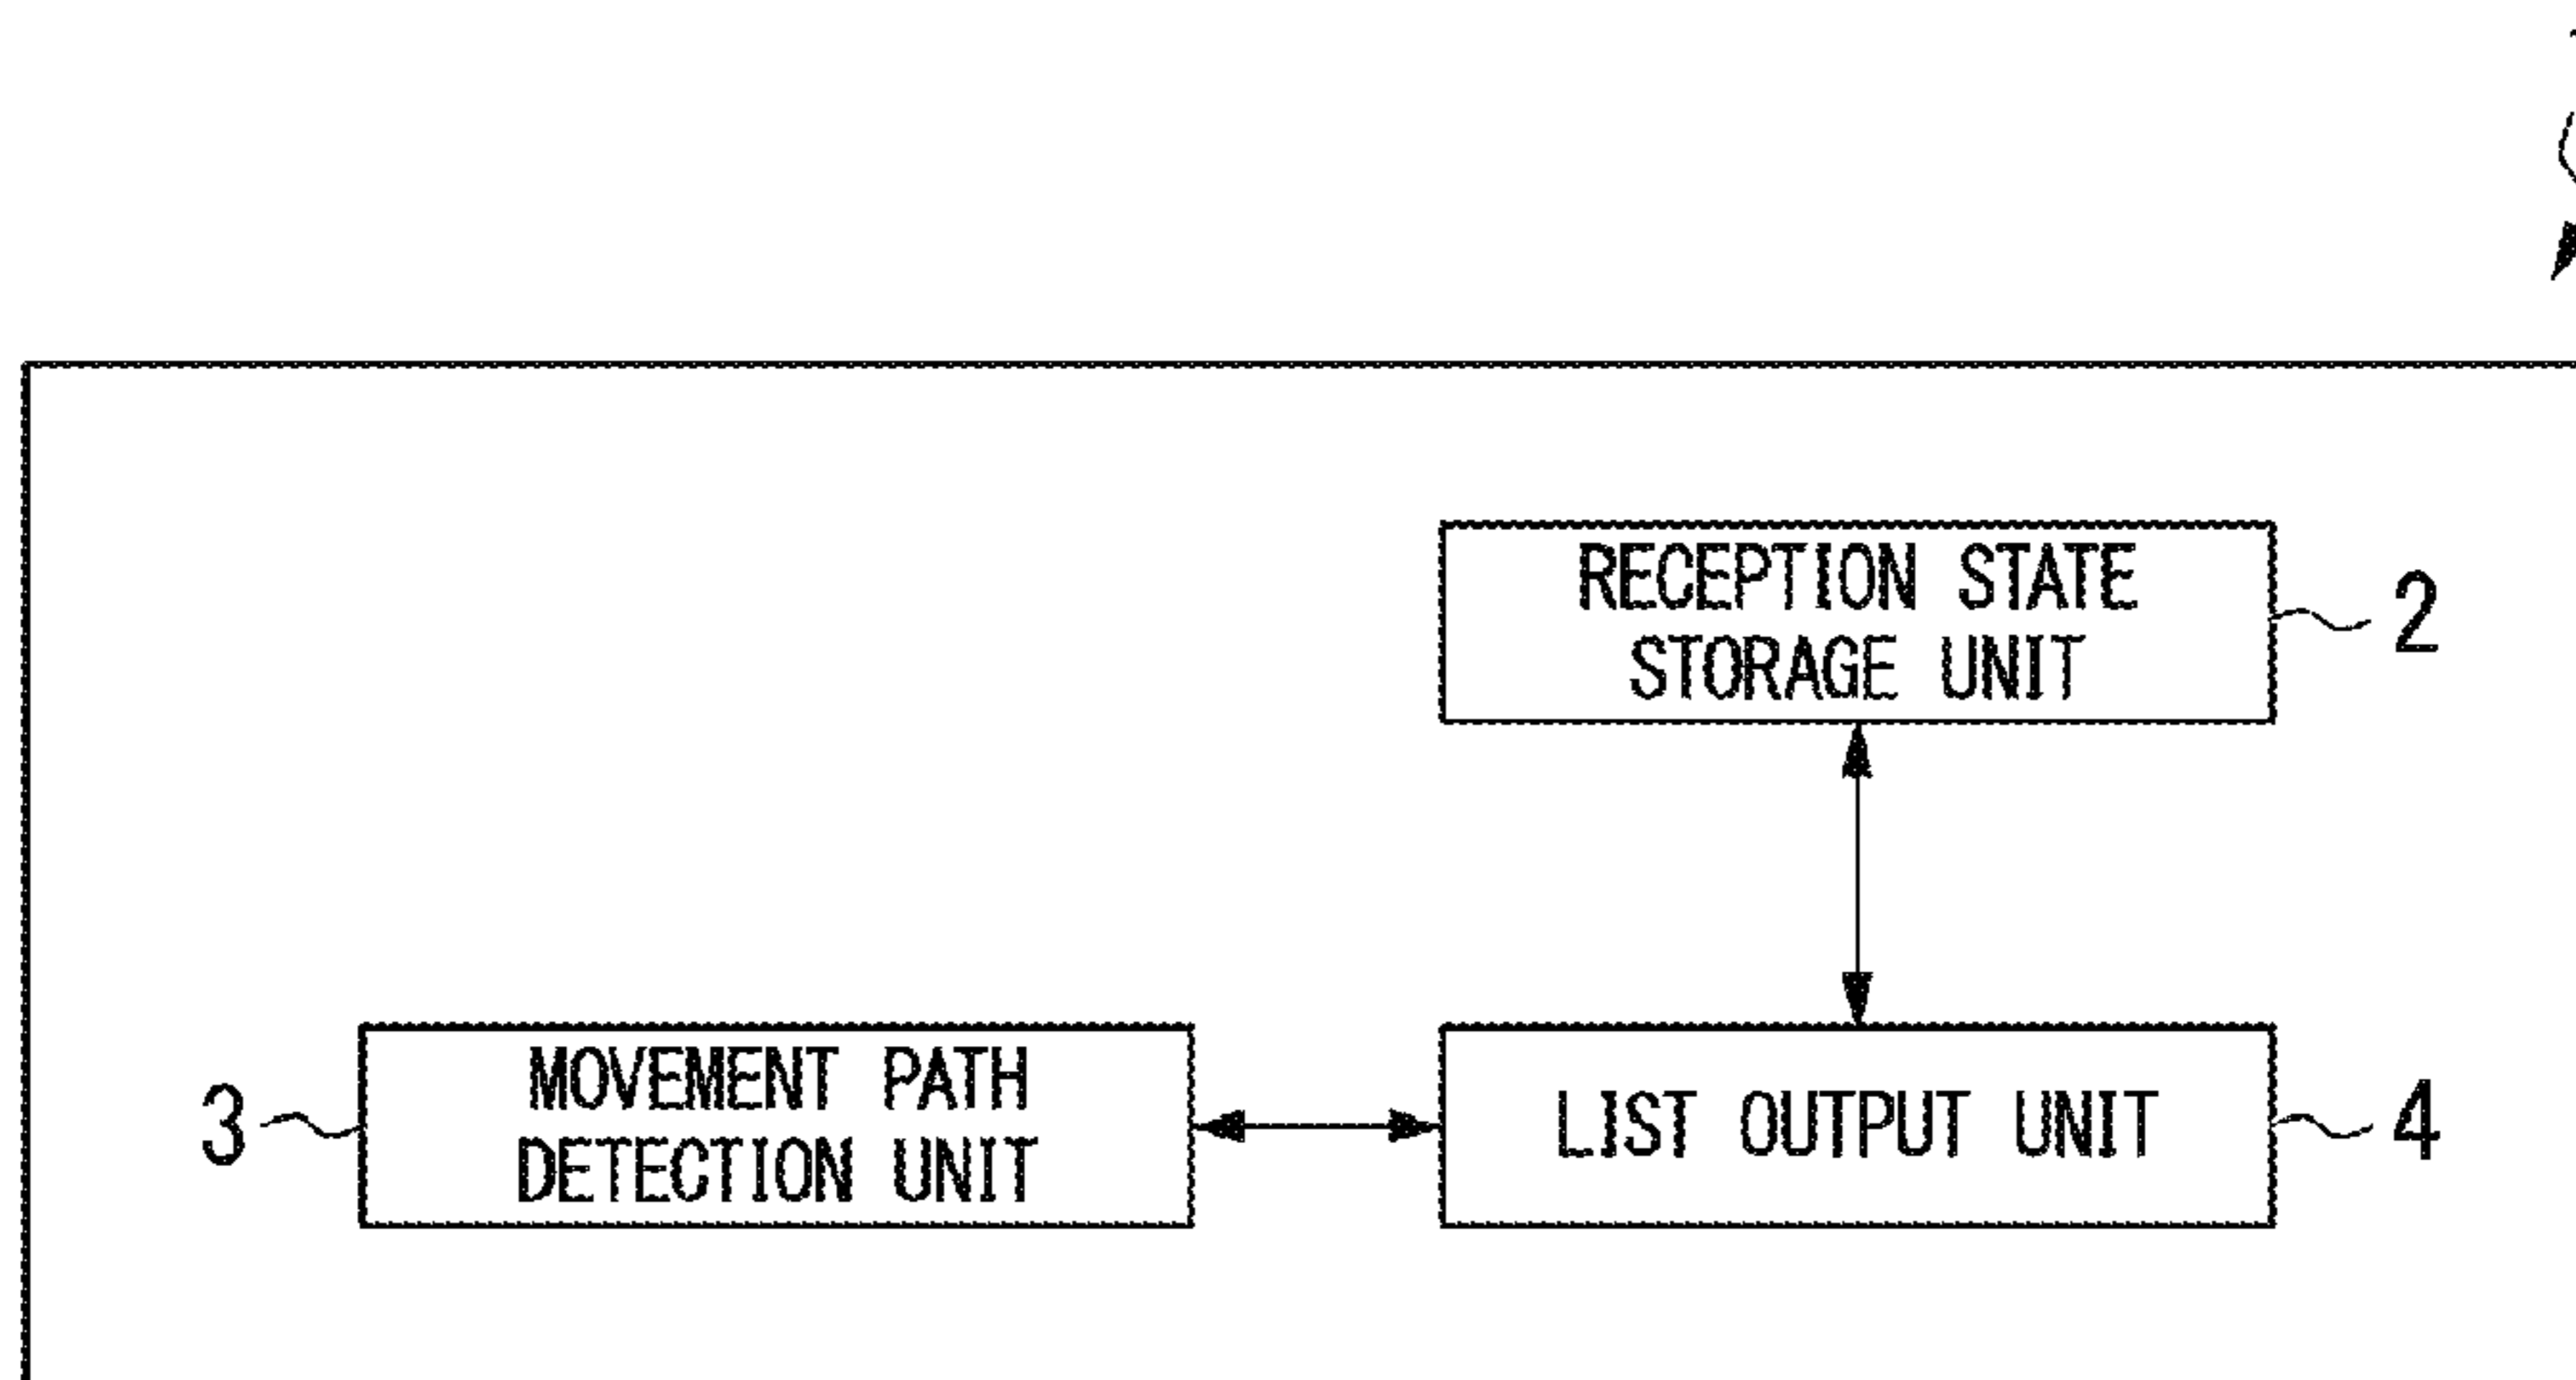 RECEPTION STATE
STORAGE UNIT
2
3
MOVEMENT PATH
DETECTION UNIT
LIST OUTPUT UNIT
4